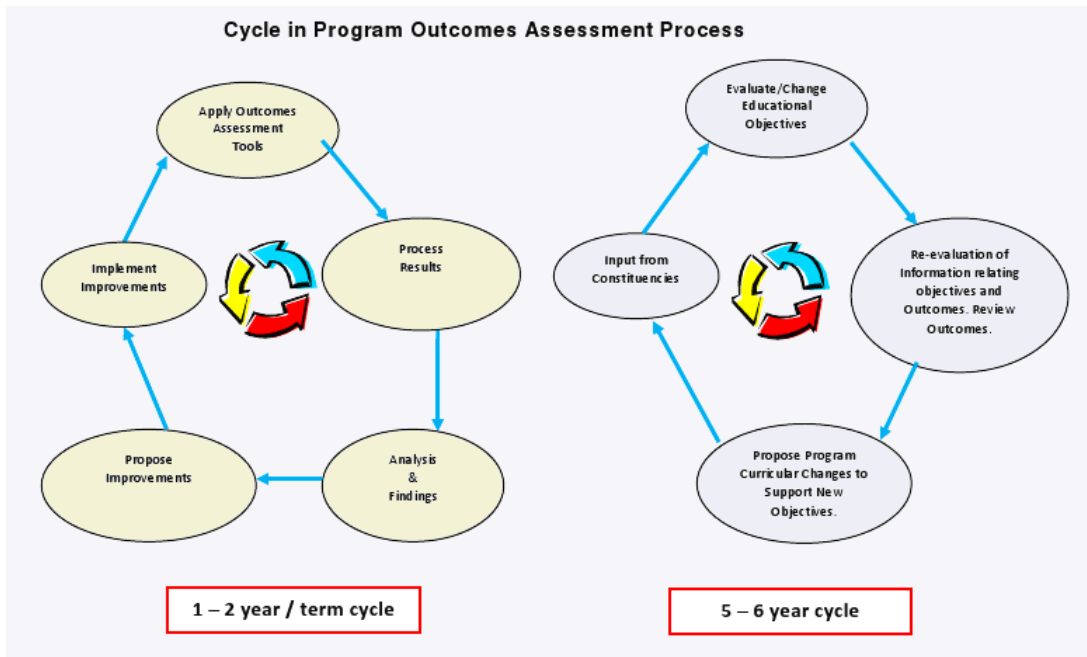 Cycle in Program Outcomes Assessment Process
Apply Outcomes
Assessment
Tools
Process
Results
Analysis
&
Findings
Propose
Improvements
Implement
Improvements
1 – 2 year / term cycle
Evaluate/Change
Educational
Objectives
Re-evaluation of
Information relating
objectives and
Outcomes. Review
Outcomes.
Propose Program
Curricular Changes to
Support New
Objectives.
Input from
Constituencies
5 – 6 year cycle